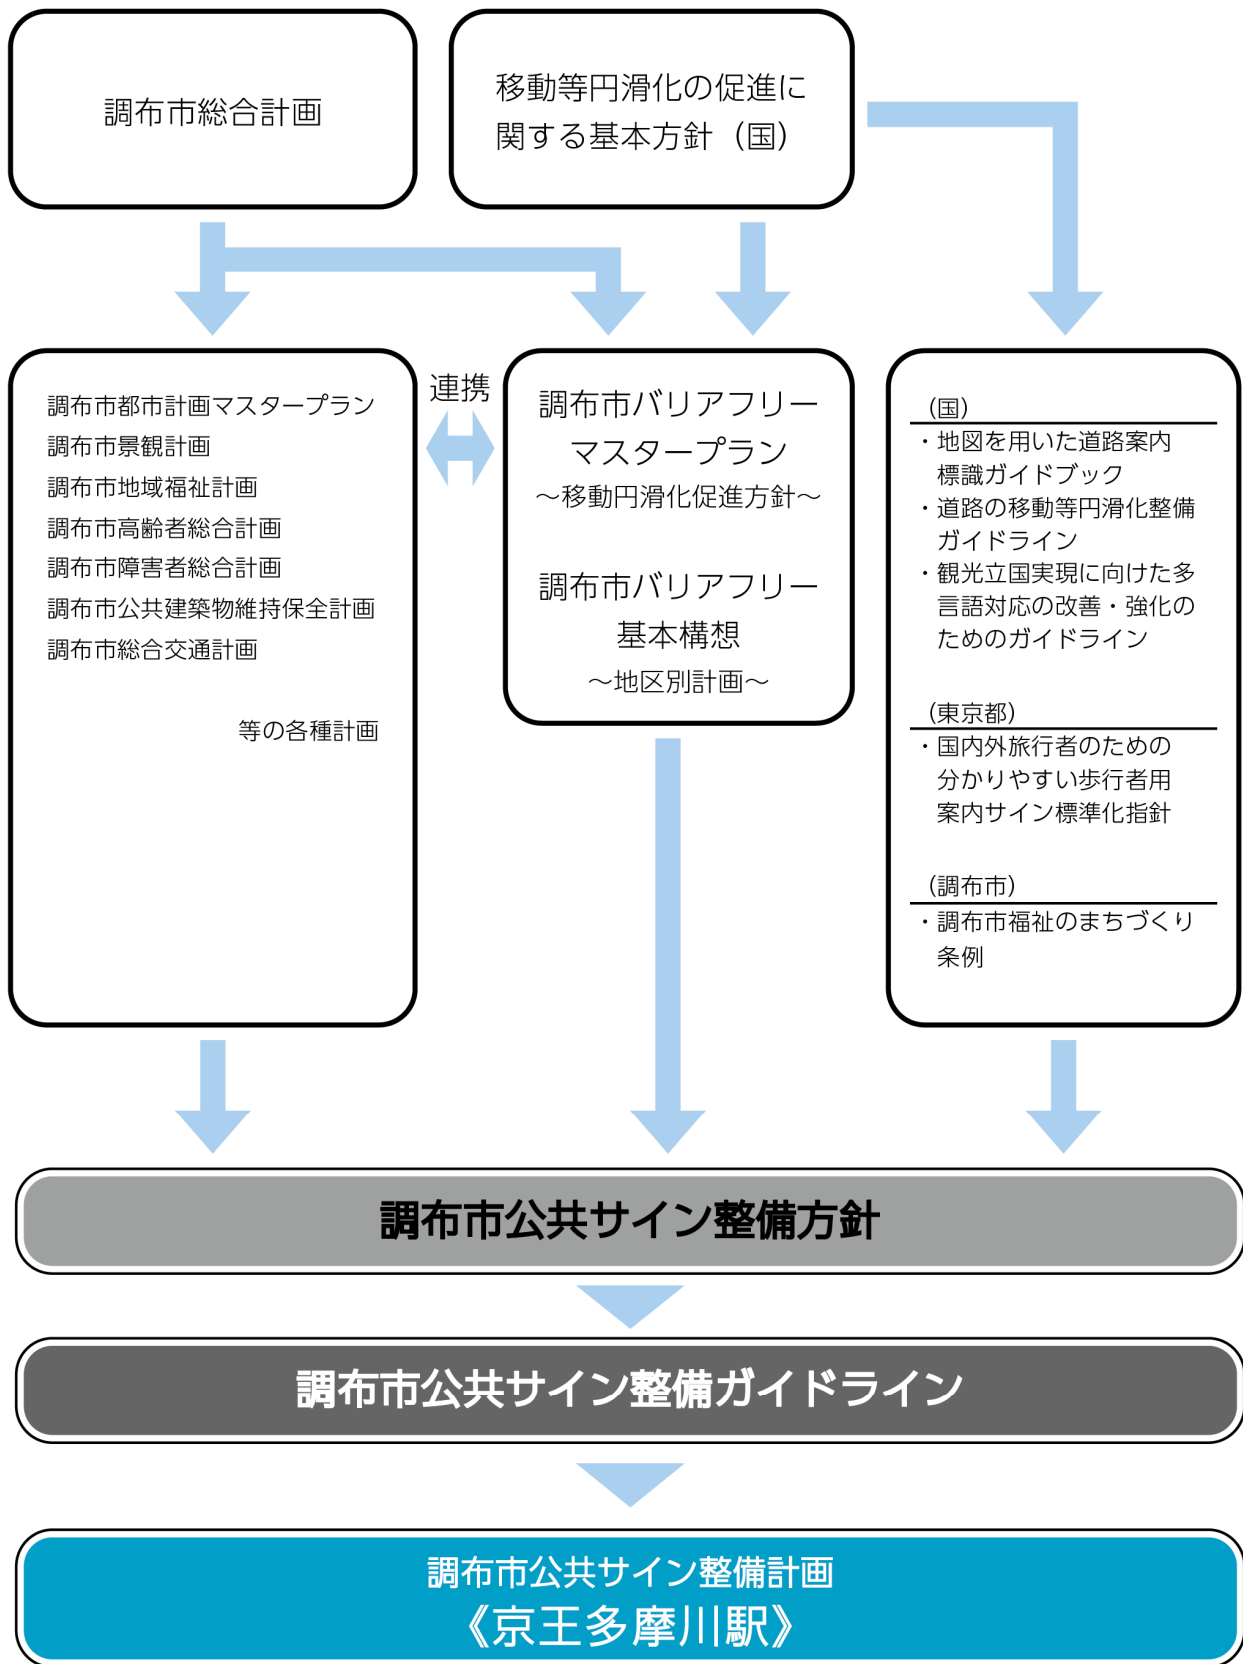 調布市総合計画
移動等円滑化の促進に
関する基本方針（国）
調布市都市計画マスタープラン
調布市景観計画
調布市地域福祉計画
調布市高齢者総合計画
調布市障害者総合計画
調布市公共建築物維持保全計画
調布市総合交通計画
等の各種計画
連携
調布市バリアフリー
マスタープラン
～移動円滑化促進方針～
調布市バリアフリー
基本構想
～地区別計画～
（国）
・地図を用いた道路案内
標識ガイドブック
・道路の移動等円滑化整備
ガイドライン
・観光立国実現に向けた多
言語対応の改善・強化の
ためのガイドライン
（東京都）
・国内外旅行者のための
分かりやすい歩行者用
案内サイン標準化指針
（調布市）
・調布市福祉のまちづくり
条例
調布市公共サイン整備方針
調布市公共サイン整備ガイドライン
調布市公共サイン整備計画
《京王多摩川駅》